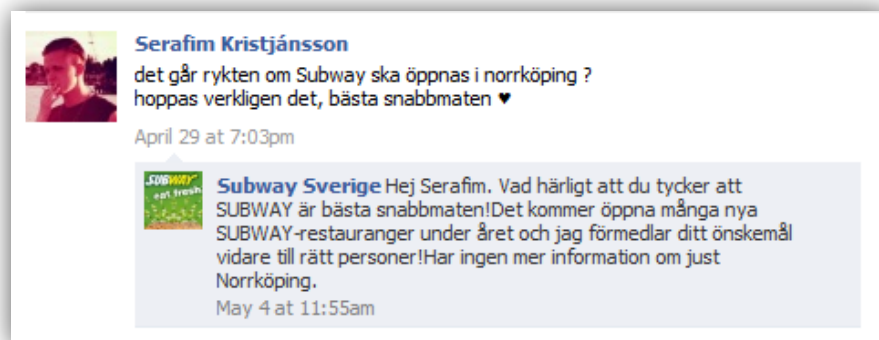 Serafim Kristjánsson
det går rykten om Subway ska öppnas i norrköping ?
hoppas verkligen det, bästa snabbmaten ♥
April 29 at 7:03pm
SUBWAY
eat fresh
Subway Sverige Hej Serafim. Vad härligt att du tycker att
SUBWAY är bästa snabbmaten!Det kommer öppna många nya
SUBWAY-restauranger under året och jag förmedlar ditt önskemål
vidare till rätt personer!Har ingen mer information om just
Norrköping.
May 4 at 11:55am